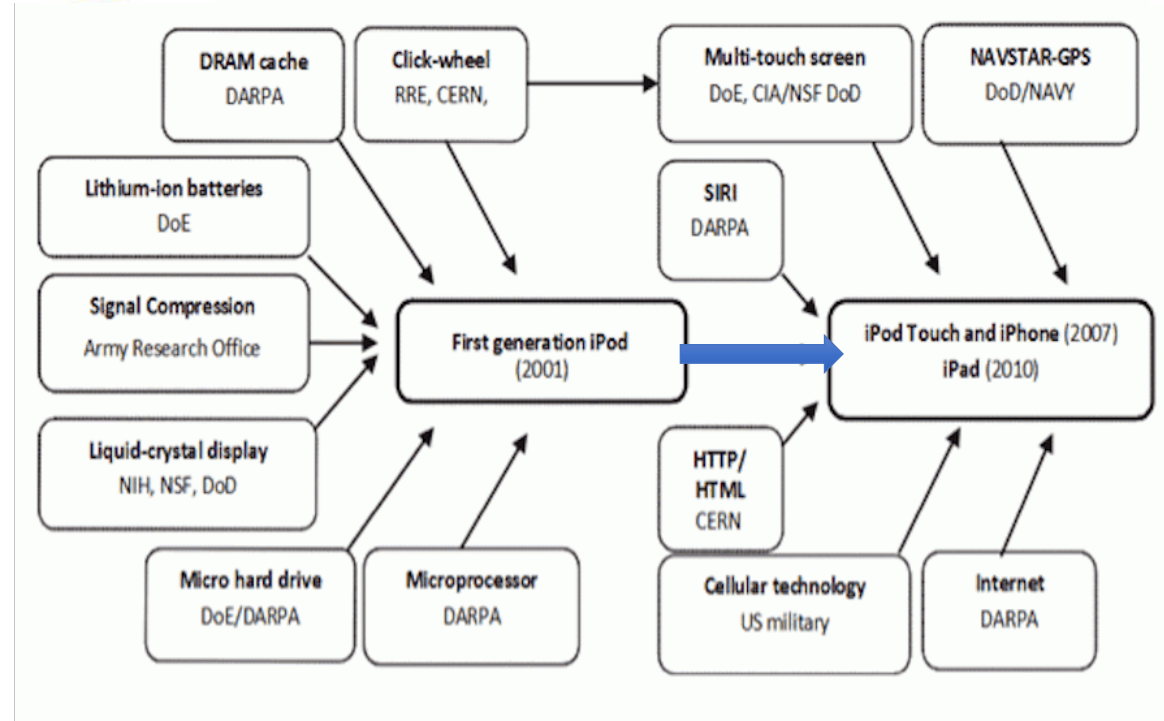 DRAM cache
DARPA
Click-wheel
RRE, CERN,
Multi-touch screen
DoE, CIA/NSF DoD
NAVSTAR-GPS
DoD/NAVY
Lithium-ion batteries
DoE
SIRI
DARPA
Signal Compression
Army Research Office
First generation iPod
(2001)
iPod Touch and iPhone (2007)
iPad (2010)
Liquid-crystal display
NIH, NSF, DoD
HTTP/
HTML
CERN
Micro hard drive
DoE/DARPA
Microprocessor
DARPA
Cellular technology
US military
Internet
DARPA